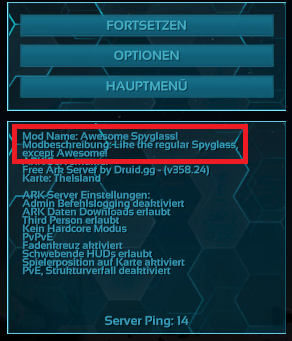 FORTSETZEN
OPTIONEN
HAUPTMENÜ
Mod Name: Awesome Spyglass!
Modbeschreibung: Like the regular Spyglass,
except Awesome!
Free Ark Server by Druid.gg - (v358.24)
Karte: TheIsland
ARK Server Einstellungen:
Admin Befehlslogging deaktiviert
ARK Daten Downloads erlaubt
Third Person erlaubt
Kein Hardcore Modus
PvPvE
Fadenkreuz aktiviert
Schwebende HUDs erlaubt
Spielerposition auf Karte aktiviert
PvE, Strukturverfall deaktiviert
Server Ping: 14